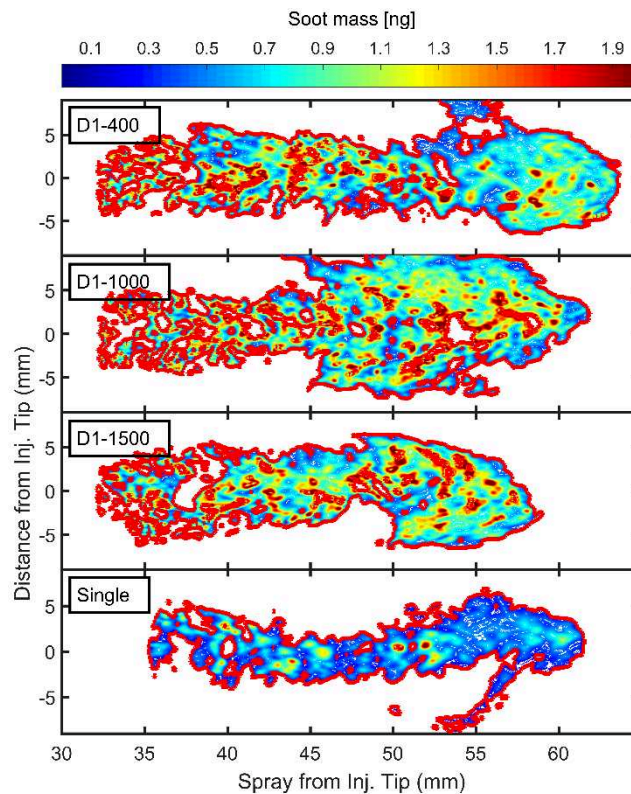 Soot mass [ng]
0.1 0.3 0.5 0.7 0.9 1.1 1.3 1.5 1.7 1.9
D1-400
5
0
-5
D1-1000
5
0
-5
D1-1500
5
0
-5
Single
5
0
-5
Distance from Inj. Tip (mm)
30 35 40 45 50 55 60
Spray from Inj. Tip (mm)